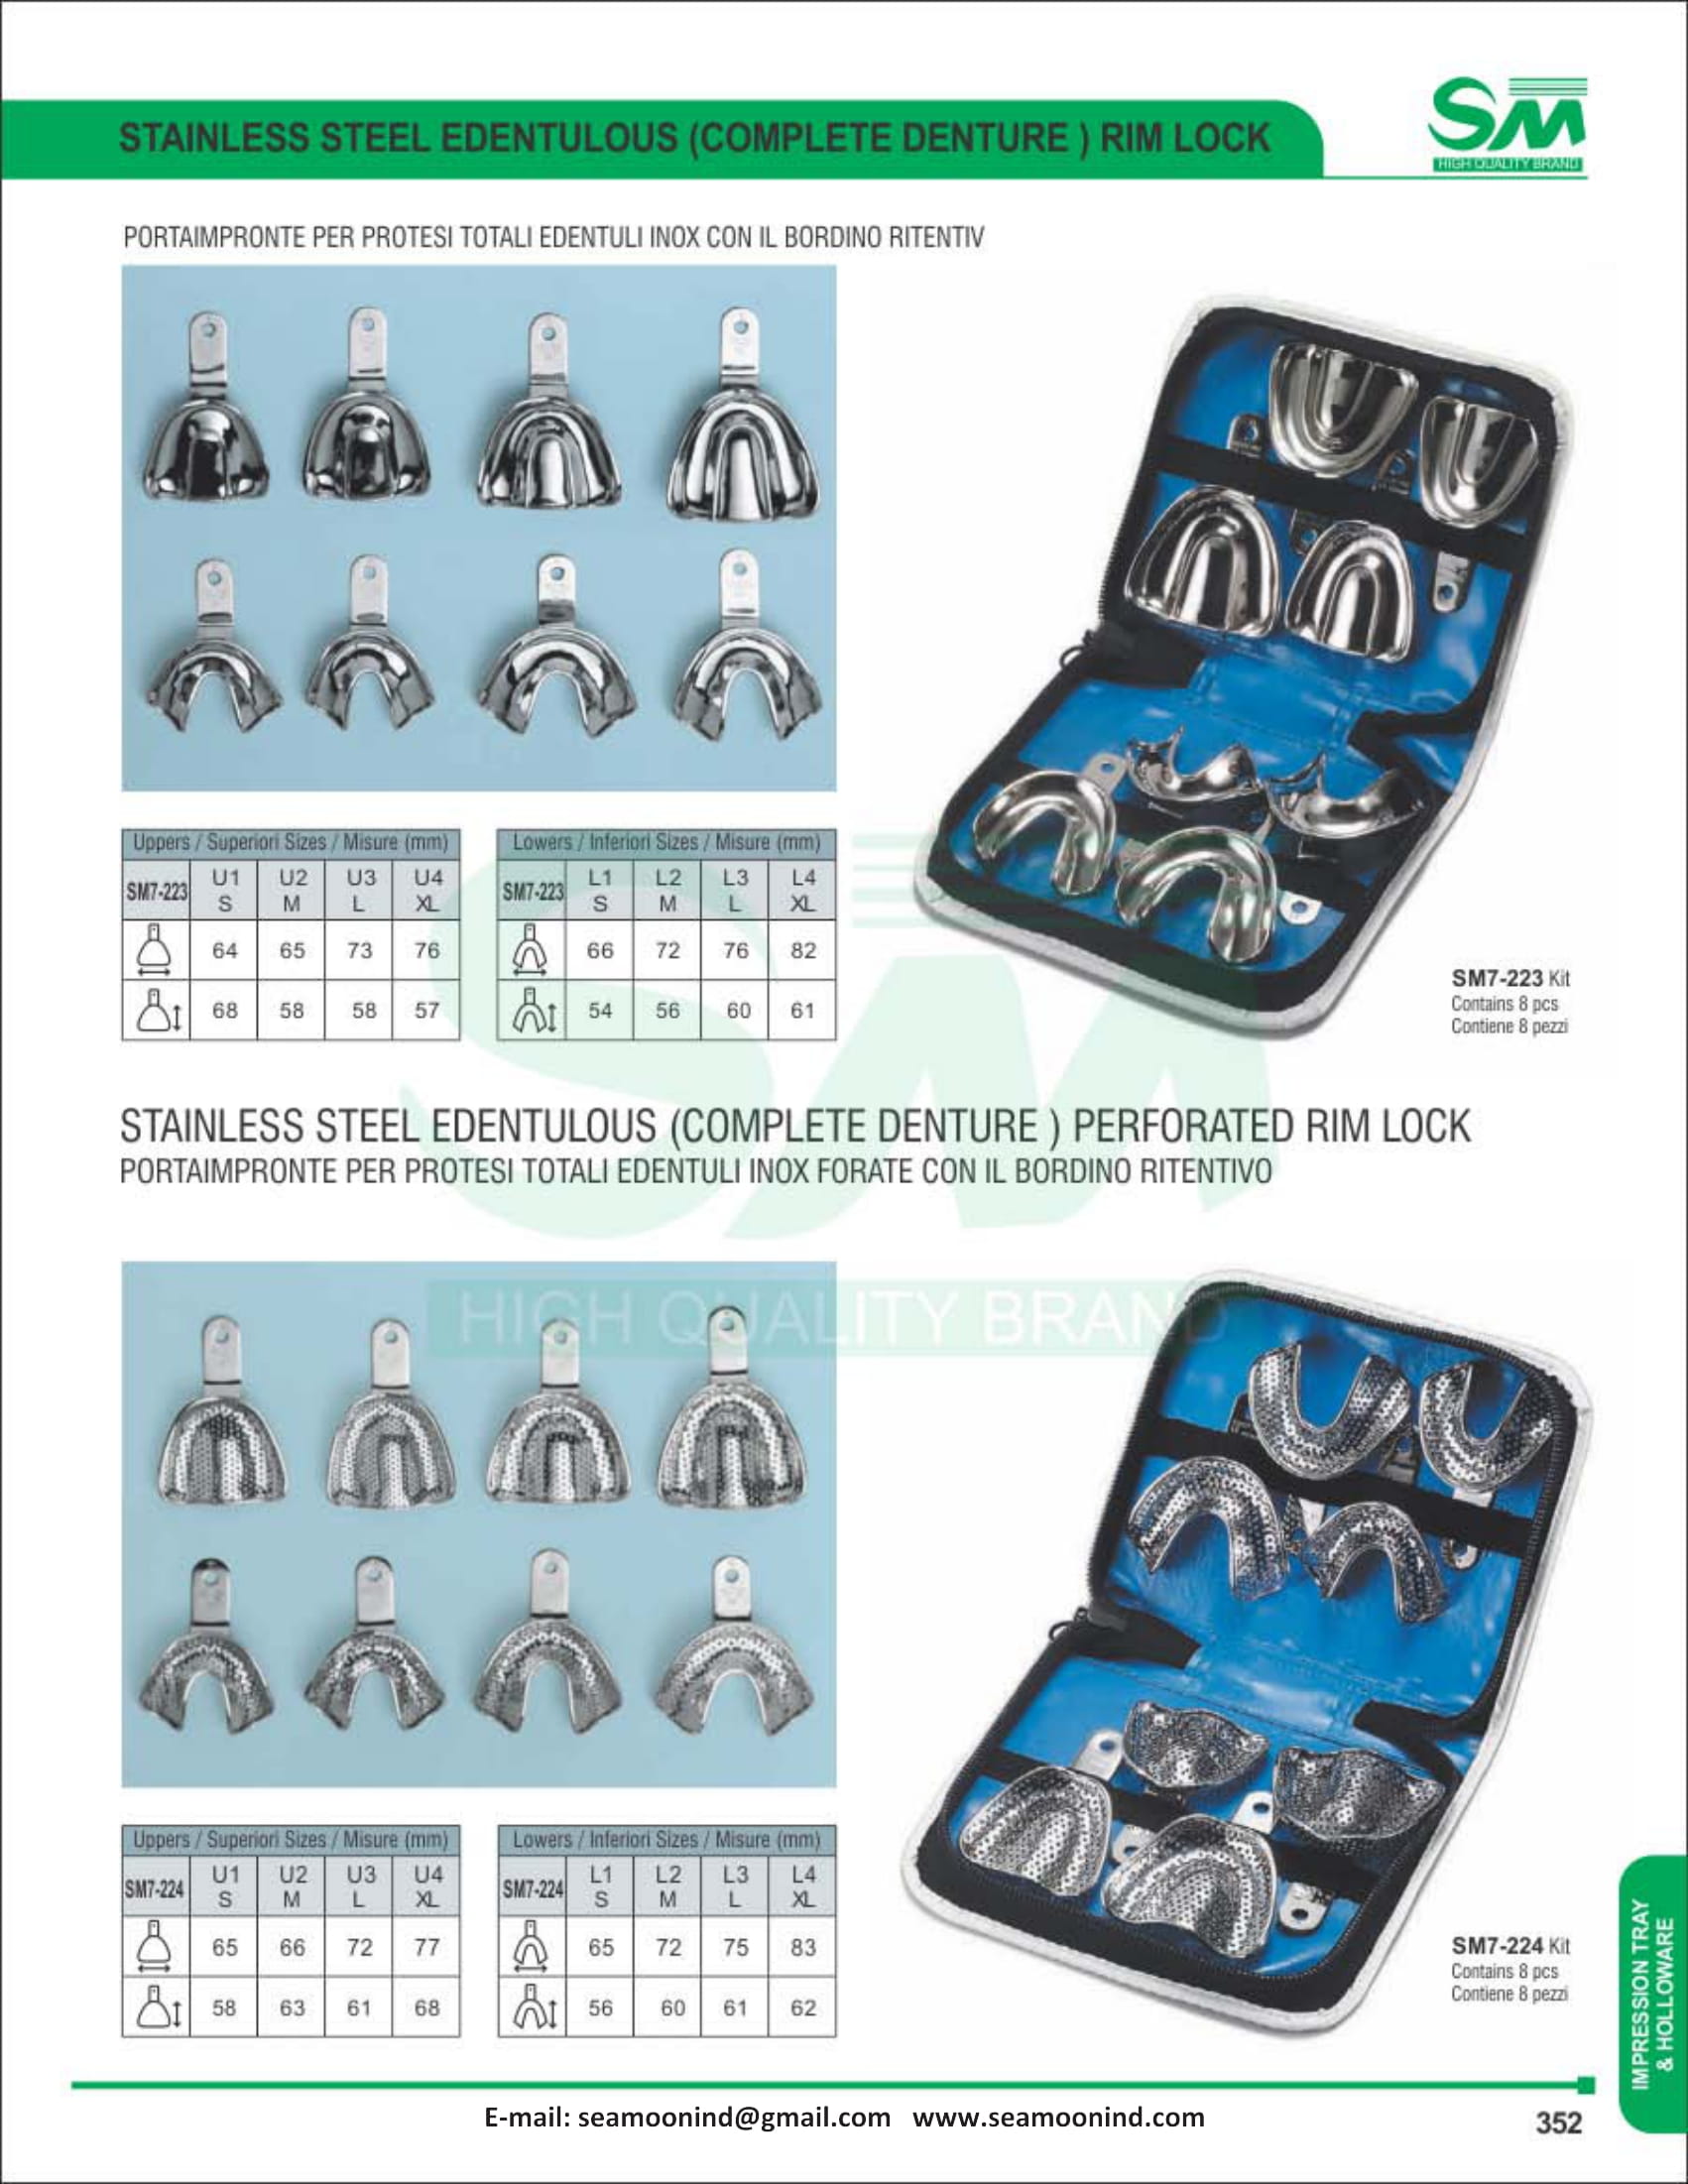 SM
HIGH QUALITY BRAND
STAINLESS STEEL EDENTULOUS (COMPLETE DENTURE ) RIM LOCK
PORTAIMPRONTE PER PROTESI TOTALI EDENTULI INOX CON IL BORDINO RITENTIV
Uppers / Superiori Sizes / Misure (mm)
SM7-223 U1 S U2 M U3 L U4 XL
64 65 73 76
68 58 58 57
Lowers / Inferiori Sizes / Misure (mm)
SM7-223 L1 S L2 M L3 L L4 XL
66 72 76 82
54 56 60 61
SM7-223 Kit
Contains 8 pcs
Contiene 8 pezzi
SM
HIGH QUALITY BRAND
STAINLESS STEEL EDENTULOUS (COMPLETE DENTURE ) PERFORATED RIM LOCK
PORTAIMPRONTE PER PROTESI TOTALI EDENTULI INOX FORATE CON IL BORDINO RITENTIVO
Uppers / Superiori Sizes / Misure (mm)
SM7-224 U1 S U2 M U3 L U4 XL
65 66 72 77
58 63 61 68
Lowers / Inferiori Sizes / Misure (mm)
SM7-224 L1 S L2 M L3 L L4 XL
65 72 75 83
56 60 61 62
SM7-224 Kit
Contains 8 pcs
Contiene 8 pezzi
IMPRESSION TRAY
& HOLLOWARE
E-mail: seamoonind@gmail.com www.seamoonind.com
352